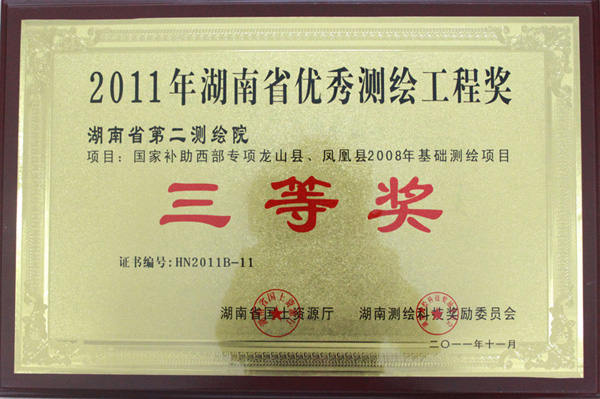 2011年湖南省优秀测绘工程奖
湖南省第二测绘院
项目：国家补助西部专项龙山县、凤凰县2008年基础测绘项目
三等奖
证书编号:HN2011B-11
湖南省国土资源厅 湖南测绘科技奖励委员会
二〇一一年十一月